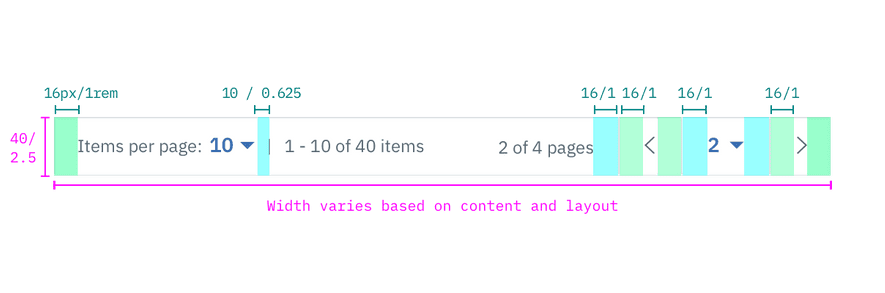 16px/1rem 10 / 0.625 16/1 16/1 16/1 16/1
40/
2.5
Items per page: 10 1 - 10 of 40 items 2 of 4 pages < 2 >
Width varies based on content and layout